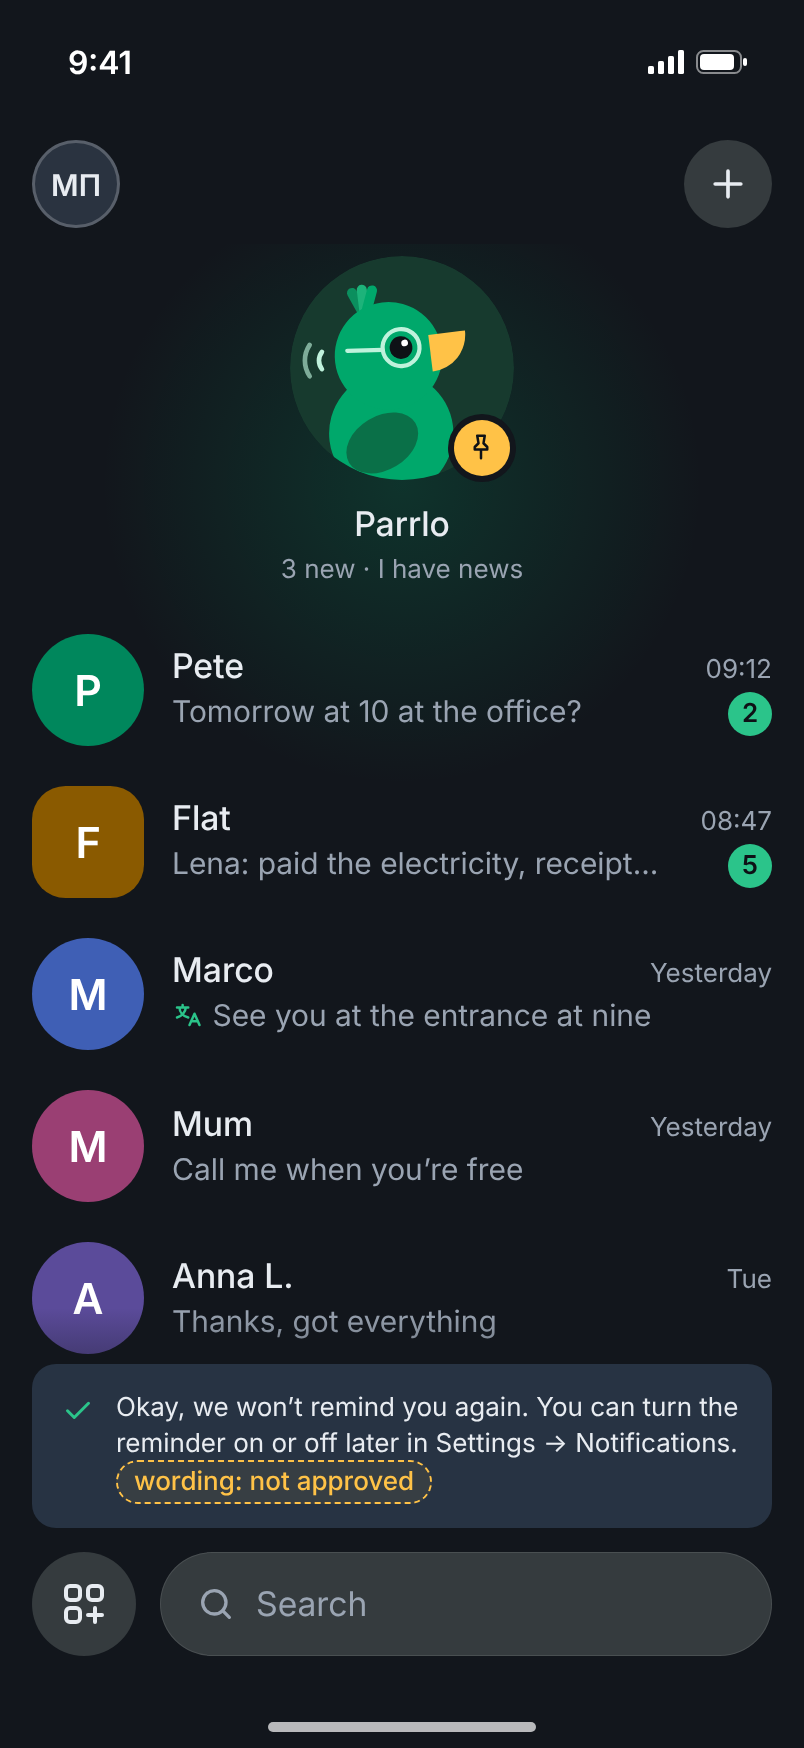 9:41
МП
Parrlo
3 new · I have news
P
Pete
09:12
Tomorrow at 10 at the office?
2
F
Flat
08:47
Lena: paid the electricity, receipt...
5
M
Marco
Yesterday
See you at the entrance at nine
M
Mum
Yesterday
Call me when you’re free
A
Anna L.
Tue
Thanks, got everything
Okay, we won’t remind you again. You can turn the
reminder on or off later in Settings → Notifications.
wording: not approved
Search